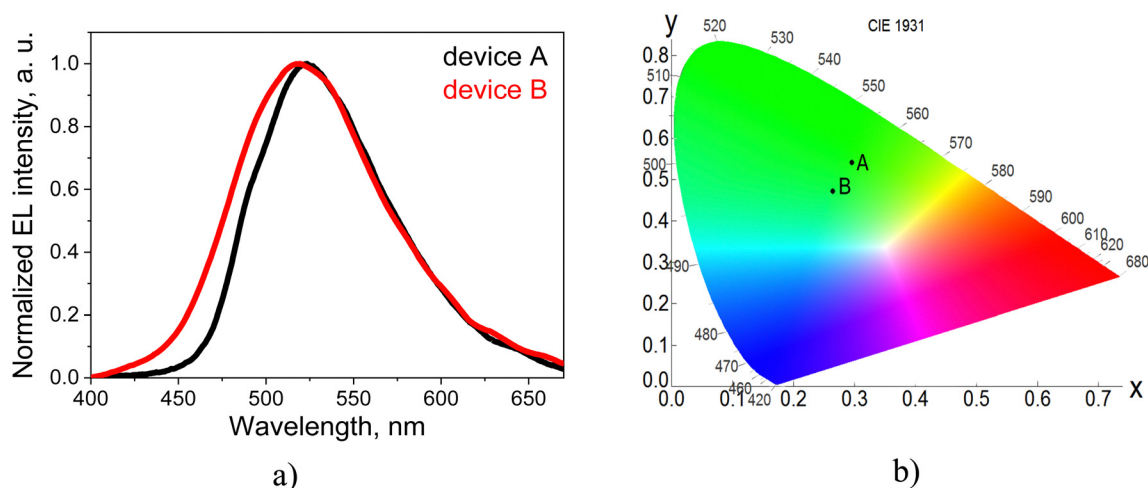 device A
device B
Normalized EL intensity, a. u.
1.0
0.8
0.6
0.4
0.2
0.0
400 450 500 550 600 650
Wavelength, nm
a)
CIE 1931
y
0.8
0.7
0.6
0.5
0.4
0.3
0.2
0.1
0.0
0.0 0.1 0.2 0.3 0.4 0.5 0.6 0.7
x
520
530
540
550
560
570
580
590
600
610
620
680
510
500
490
480
470
460
420
A
B
b)